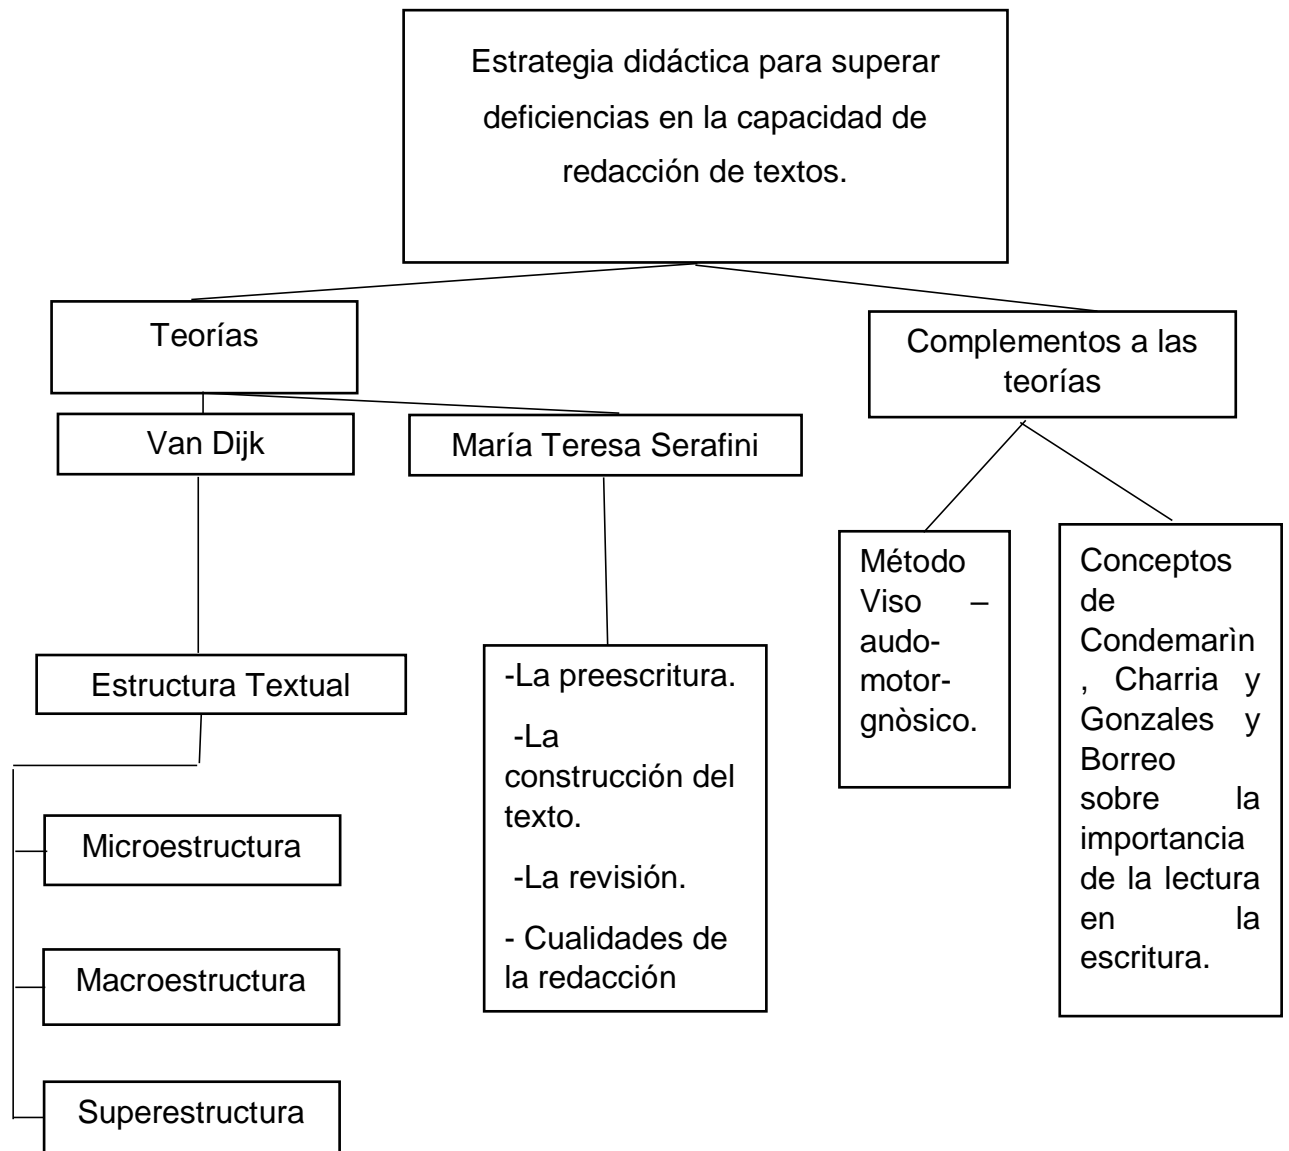 Estrategia didáctica para superar
deficiencias en la capacidad de
redacción de textos.
Teorías
Complementos a las
teorías
Van Dijk
María Teresa Serafini
Método
Viso –
audo-
motor-
gnòsico.
Conceptos
de
Condemarìn
, Charria y
Gonzales y
Borreo
sobre la
importancia
de la lectura
en la
escritura.
Estructura Textual
-La preescritura.
-La
construcción del
texto.
-La revisión.
- Cualidades de
la redacción
Microestructura
Macroestructura
Superestructura